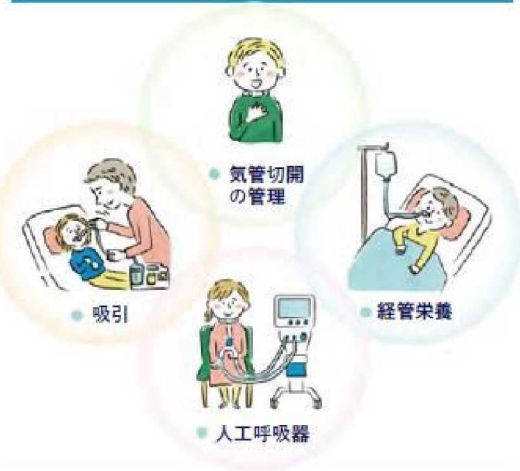 気管切開
の管理
吸引
経管栄養
人工呼吸器